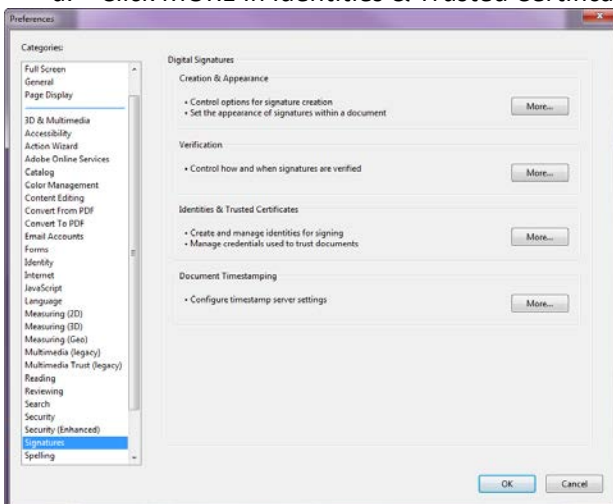 Preferences
Categories:
Full Screen
General
Page Display
3D & Multimedia
Accessibility
Action Wizard
Adobe Online Services
Catalog
Color Management
Content Editing
Convert From PDF
Convert To PDF
Email Accounts
Forms
Identity
Internet
JavaScript
Language
Measuring (2D)
Measuring (3D)
Measuring (Geo)
Multimedia (legacy)
Multimedia Trust (legacy)
Reading
Reviewing
Search
Security
Security (Enhanced)
Signatures
Spelling
Digital Signatures
Creation & Appearance
• Control options for signature creation
• Set the appearance of signatures within a document
More...
Verification
• Control how and when signatures are verified
More...
Identities & Trusted Certificates
• Create and manage identities for signing
• Manage credentials used to trust documents
More...
Document Timestamping
• Configure timestamp server settings
More...
OK Cancel